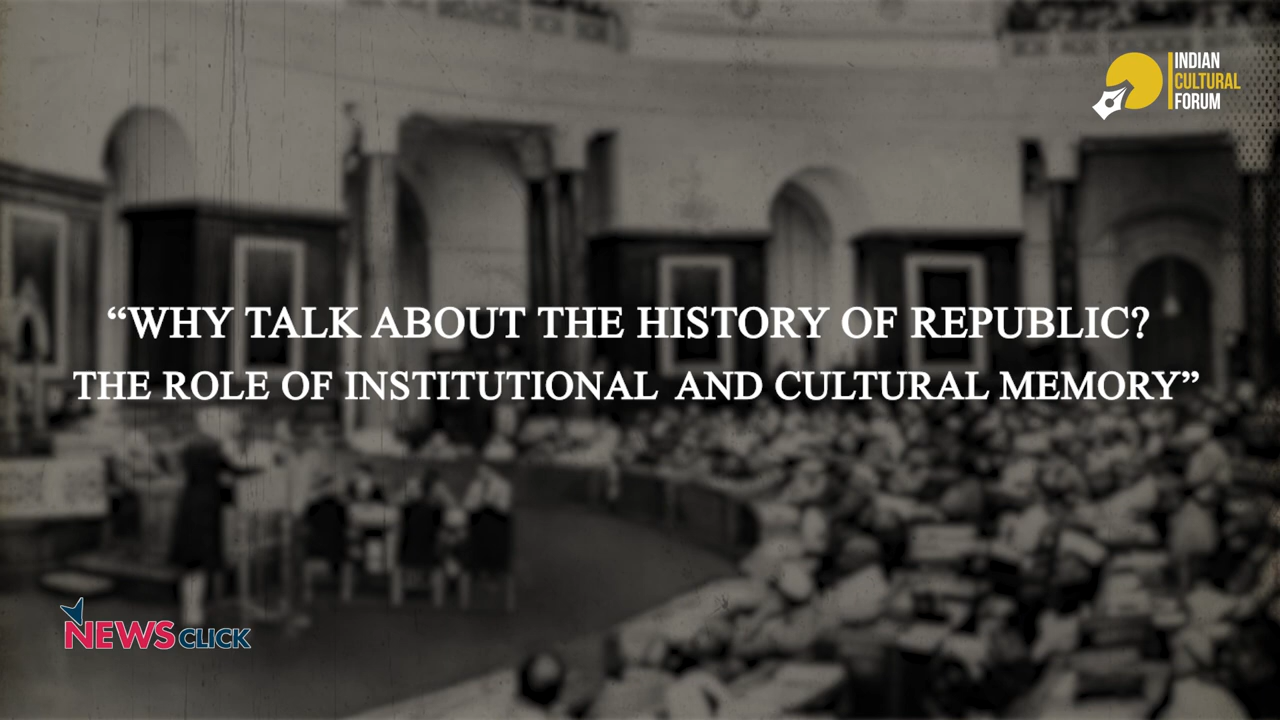 INDIAN
CULTURAL
FORUM
“WHY TALK ABOUT THE HISTORY OF REPUBLIC?
THE ROLE OF INSTITUTIONAL AND CULTURAL MEMORY”
NEWSCLICK